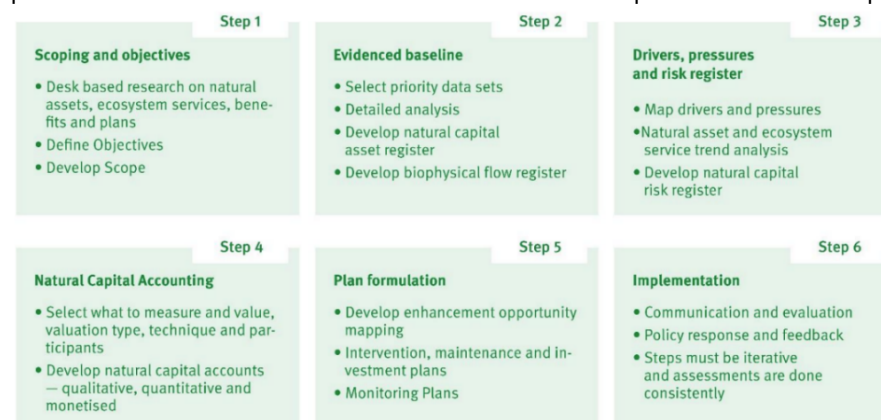 Step 1
Scoping and objectives
• Desk based research on natural
assets, ecosystem services, bene-
fits and plans
• Define Objectives
• Develop Scope
Step 2
Evidenced baseline
• Select priority data sets
• Detailed analysis
• Develop natural capital
asset register
• Develop biophysical flow register
Step 3
Drivers, pressures
and risk register
• Map drivers and pressures
•Natural asset and ecosystem
service trend analysis
• Develop natural capital
risk register
Step 4
Natural Capital Accounting
• Select what to measure and value,
valuation type, technique and par-
ticipants
• Develop natural capital accounts
— qualitative, quantitative and
monetised
Step 5
Plan formulation
• Develop enhancement opportunity
mapping
• Intervention, maintenance and in-
vestment plans
• Monitoring Plans
Step 6
Implementation
• Communication and evaluation
• Policy response and feedback
• Steps must be iterative
and assessments are done
consistently